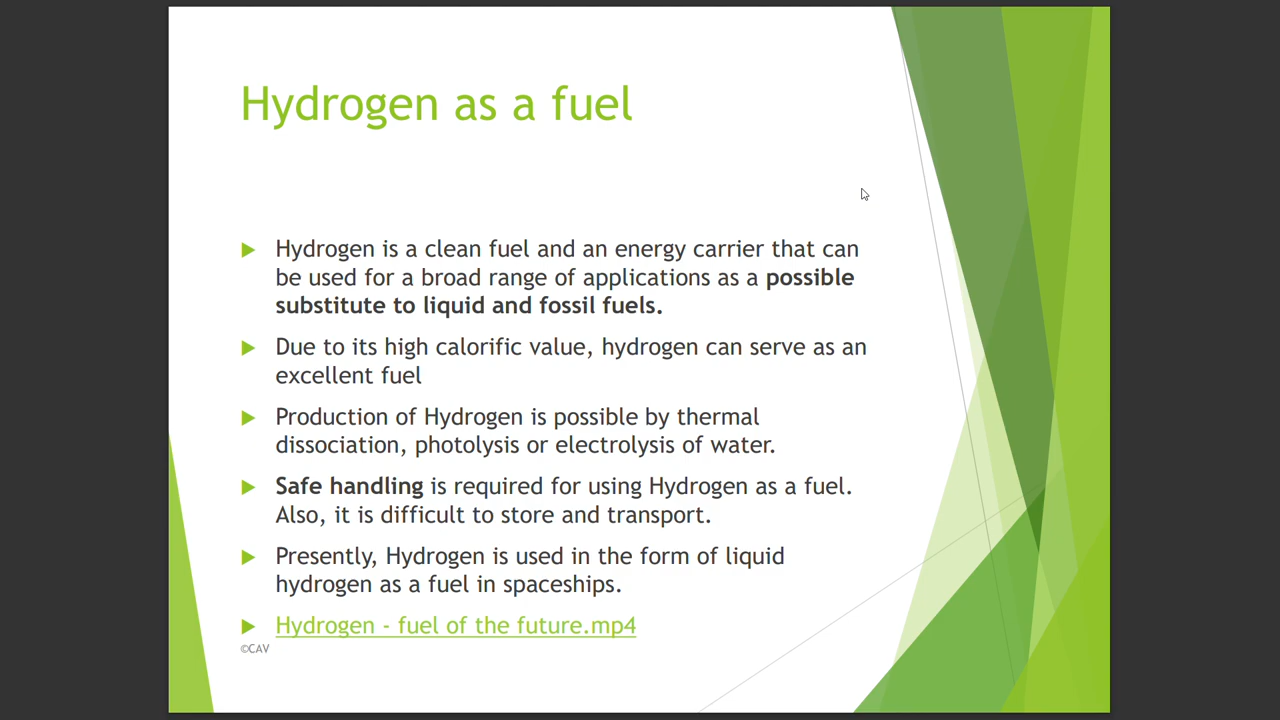 Hydrogen as a fuel
Hydrogen is a clean fuel and an energy carrier that can
be used for a broad range of applications as a possible
substitute to liquid and fossil fuels.
Due to its high calorific value, hydrogen can serve as an
excellent fuel
Production of Hydrogen is possible by thermal
dissociation, photolysis or electrolysis of water.
Safe handling is required for using Hydrogen as a fuel.
Also, it is difficult to store and transport.
Presently, Hydrogen is used in the form of liquid
hydrogen as a fuel in spaceships.
Hydrogen - fuel of the future.mp4
©CAV